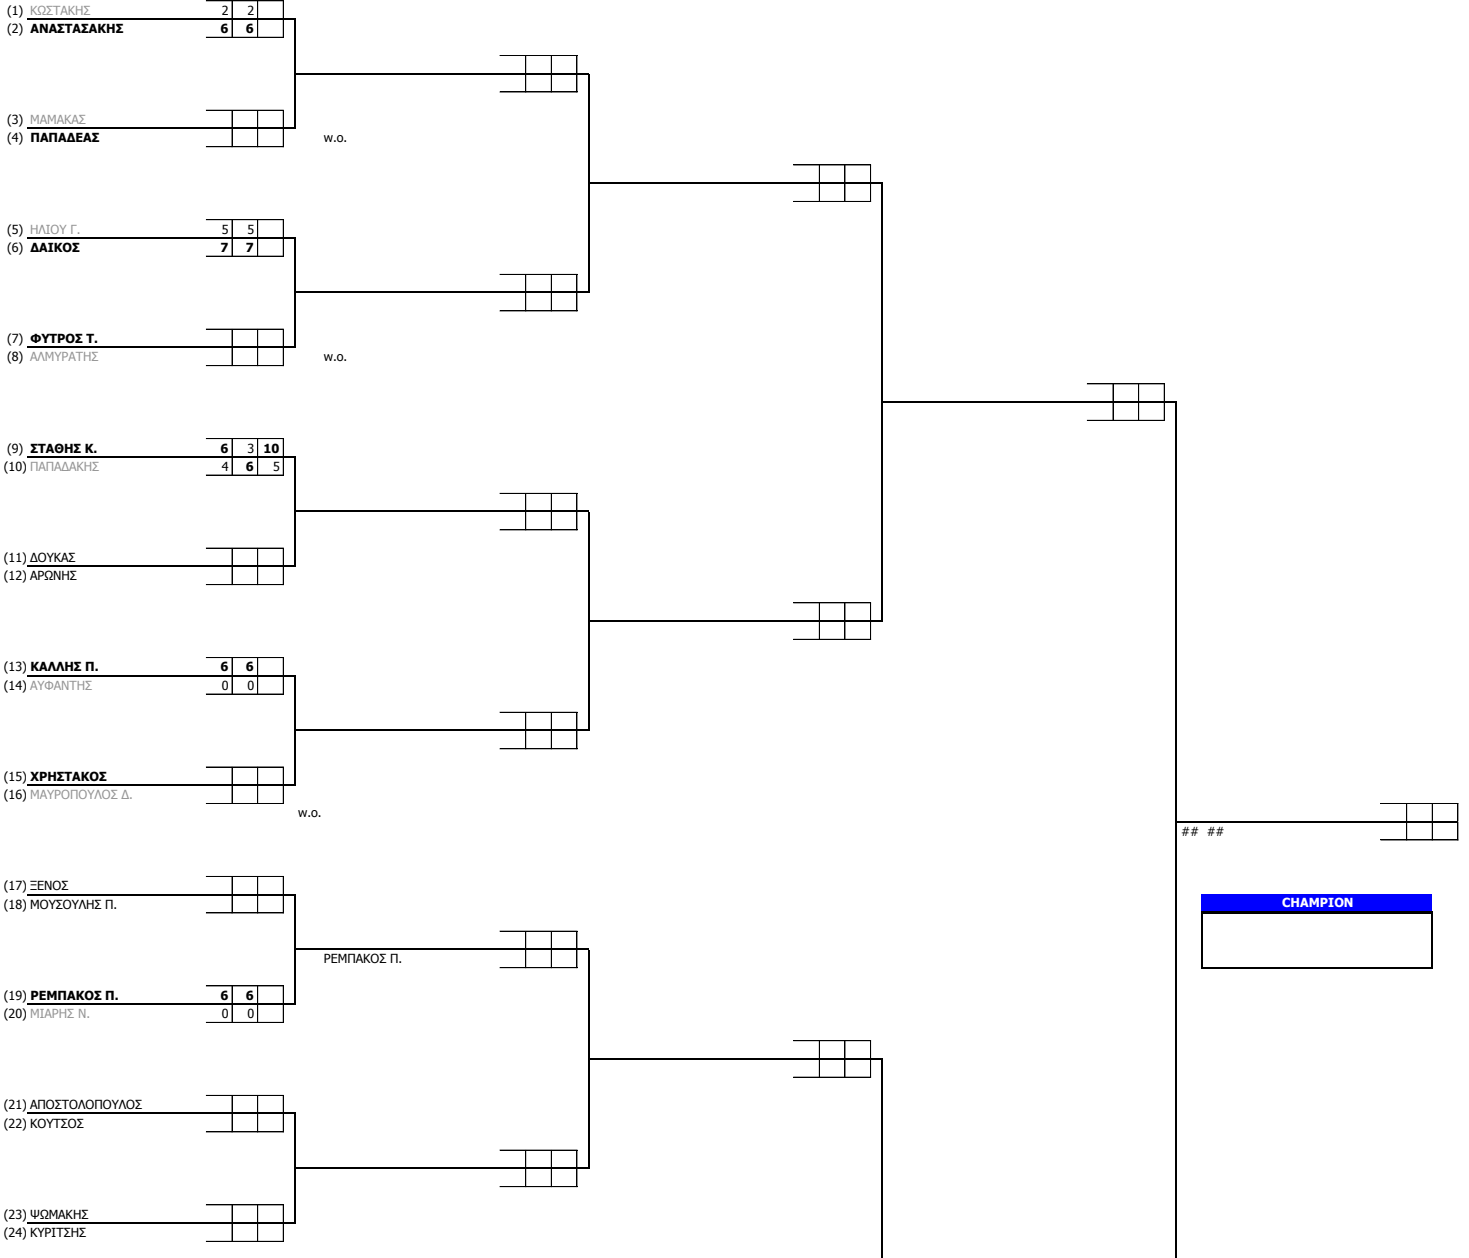 (1) ΚΩΣΤΑΚΗΣ 2 2
(2) ΑΝΑΣΤΑΣΑΚΗΣ 6 6
(3) ΜΑΜΑΚΑΣ
(4) ΠΑΠΑΔΕΑΣ w.o.
(5) ΗΛΙΟΥ Γ. 5 5
(6) ΔΑΙΚΟΣ 7 7
(7) ΦΥΤΡΟΣ Τ.
(8) ΑΛΜΥΡΑΤΗΣ w.o.
(9) ΣΤΑΘΗΣ Κ. 6 3 10
(10) ΠΑΠΑΔΑΚΗΣ 4 6 5
(11) ΔΟΥΚΑΣ
(12) ΑΡΩΝΗΣ
(13) ΚΑΛΛΗΣ Π. 6 6
(14) ΑΥΦΑΝΤΗΣ 0 0
(15) ΧΡΗΣΤΑΚΟΣ
(16) ΜΑΥΡΟΠΟΥΛΟΣ Δ.
w.o.
## ##
(17) ΞΕΝΟΣ
(18) ΜΟΥΣΟΥΛΗΣ Π.
CHAMPION
ΡΕΜΠΑΚΟΣ Π.
(19) ΡΕΜΠΑΚΟΣ Π. 6 6
(20) ΜΙΑΡΗΣ Ν. 0 0
(21) ΑΠΟΣΤΟΛΟΠΟΥΛΟΣ
(22) ΚΟΥΤΣΟΣ
(23) ΨΩΜΑΚΗΣ
(24) ΚΥΡΙΤΣΗΣ